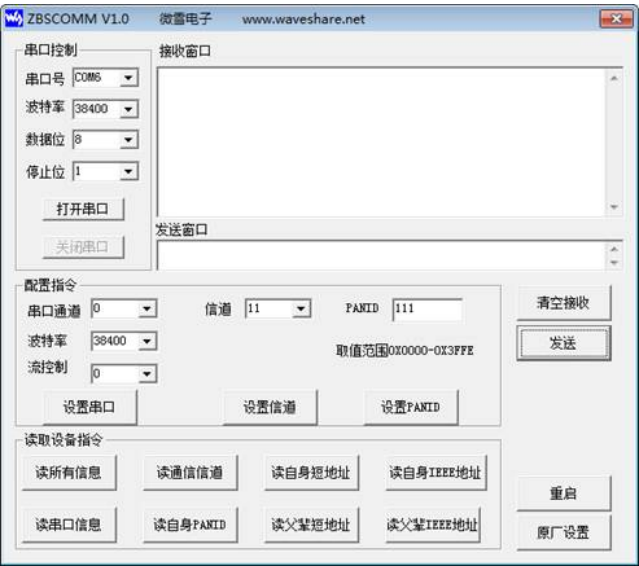 ZBSCOMM V1.0 微雪电子 www.waveshare.net
串口控制
串口号 COM6
波特率 38400
数据位 8
停止位 1
打开串口
关闭串口
接收窗口
发送窗口
配置指令
串口通道 0 信道 11 PANID 111
波特率 38400 取值范围0X0000-0X3FFE
流控制 0
设置串口 设置信道 设置PANID
清空接收
发送
读取设备指令
读所有信息 读通信信道 读自身短地址 读自身IEEE地址
读串口信息 读自身PANID 读父辈短地址 读父辈IEEE地址
重启
原厂设置